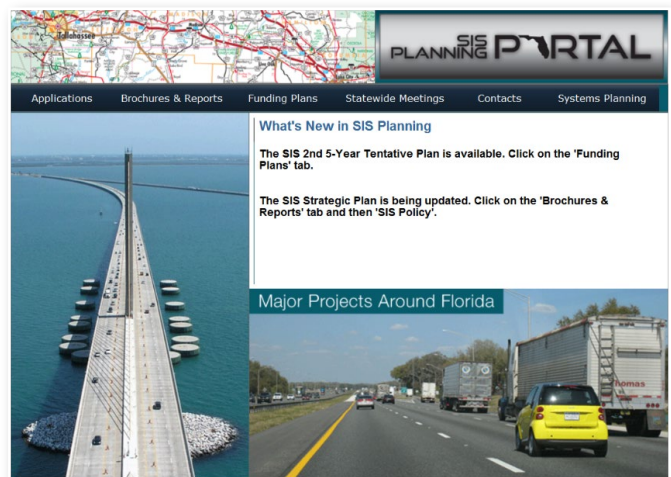 Tallahassee
SIS
PLANNING PORTAL
Applications Brochures & Reports Funding Plans Statewide Meetings Contacts Systems Planning
What's New in SIS Planning
The SIS 2nd 5-Year Tentative Plan is available. Click on the 'Funding
Plans' tab.
The SIS Strategic Plan is being updated. Click on the 'Brochures &
Reports' tab and then 'SIS Policy'.
Major Projects Around Florida
Thomas